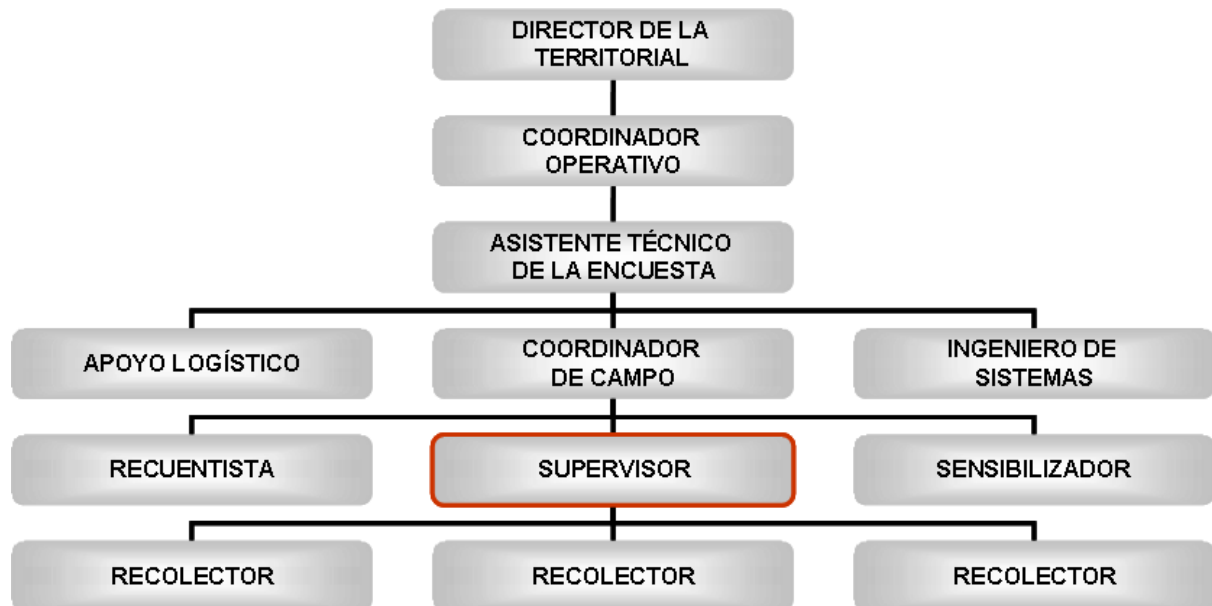 DIRECTOR DE LA
TERRITORIAL
COORDINADOR
OPERATIVO
ASISTENTE TÉCNICO
DE LA ENCUESTA
APOYO LOGÍSTICO
COORDINADOR
DE CAMPO
INGENIERO DE
SISTEMAS
RECUENTISTA
SUPERVISOR
SENSIBILIZADOR
RECOLECTOR
RECOLECTOR
RECOLECTOR